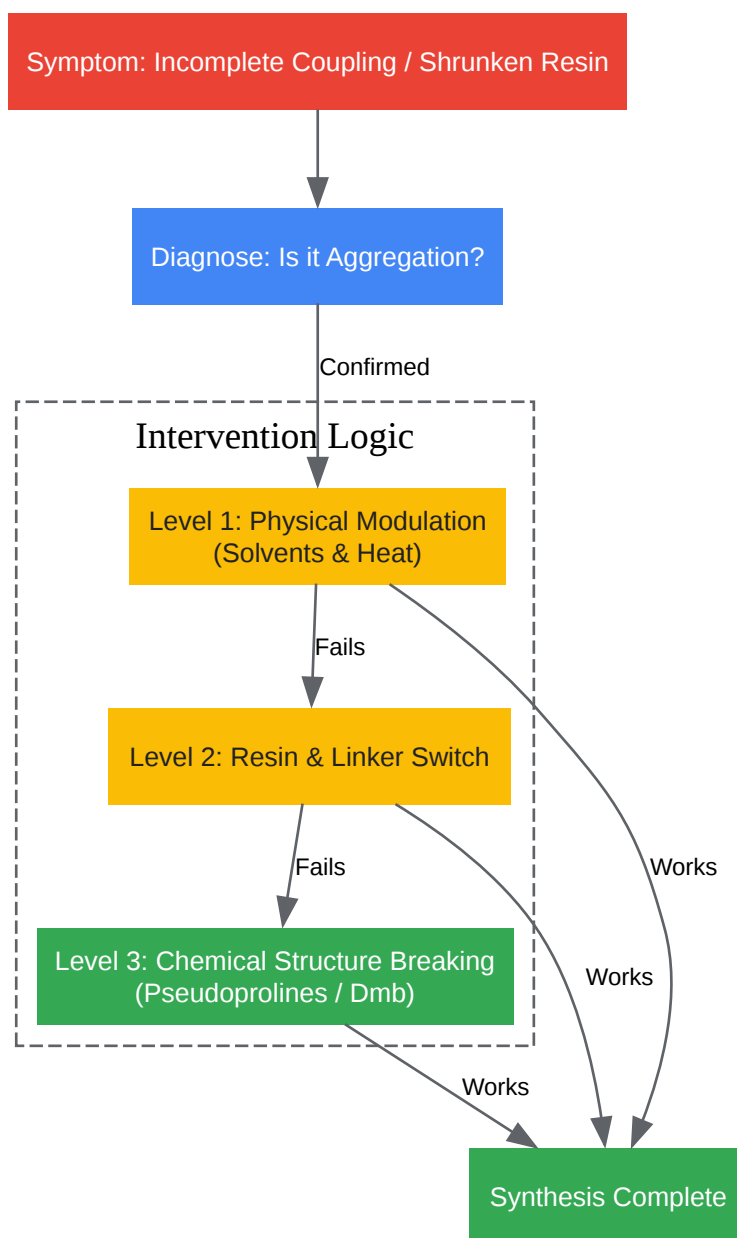 Symptom: Incomplete Coupling / Shrunken Resin
Diagnose: Is it Aggregation?
Confirmed
Intervention Logic
Level 1: Physical Modulation
(Solvents & Heat)
Fails
Level 2: Resin & Linker Switch
Fails
Works
Level 3: Chemical Structure Breaking
(Pseudoprolines / Dmb)
Works
Works
Synthesis Complete